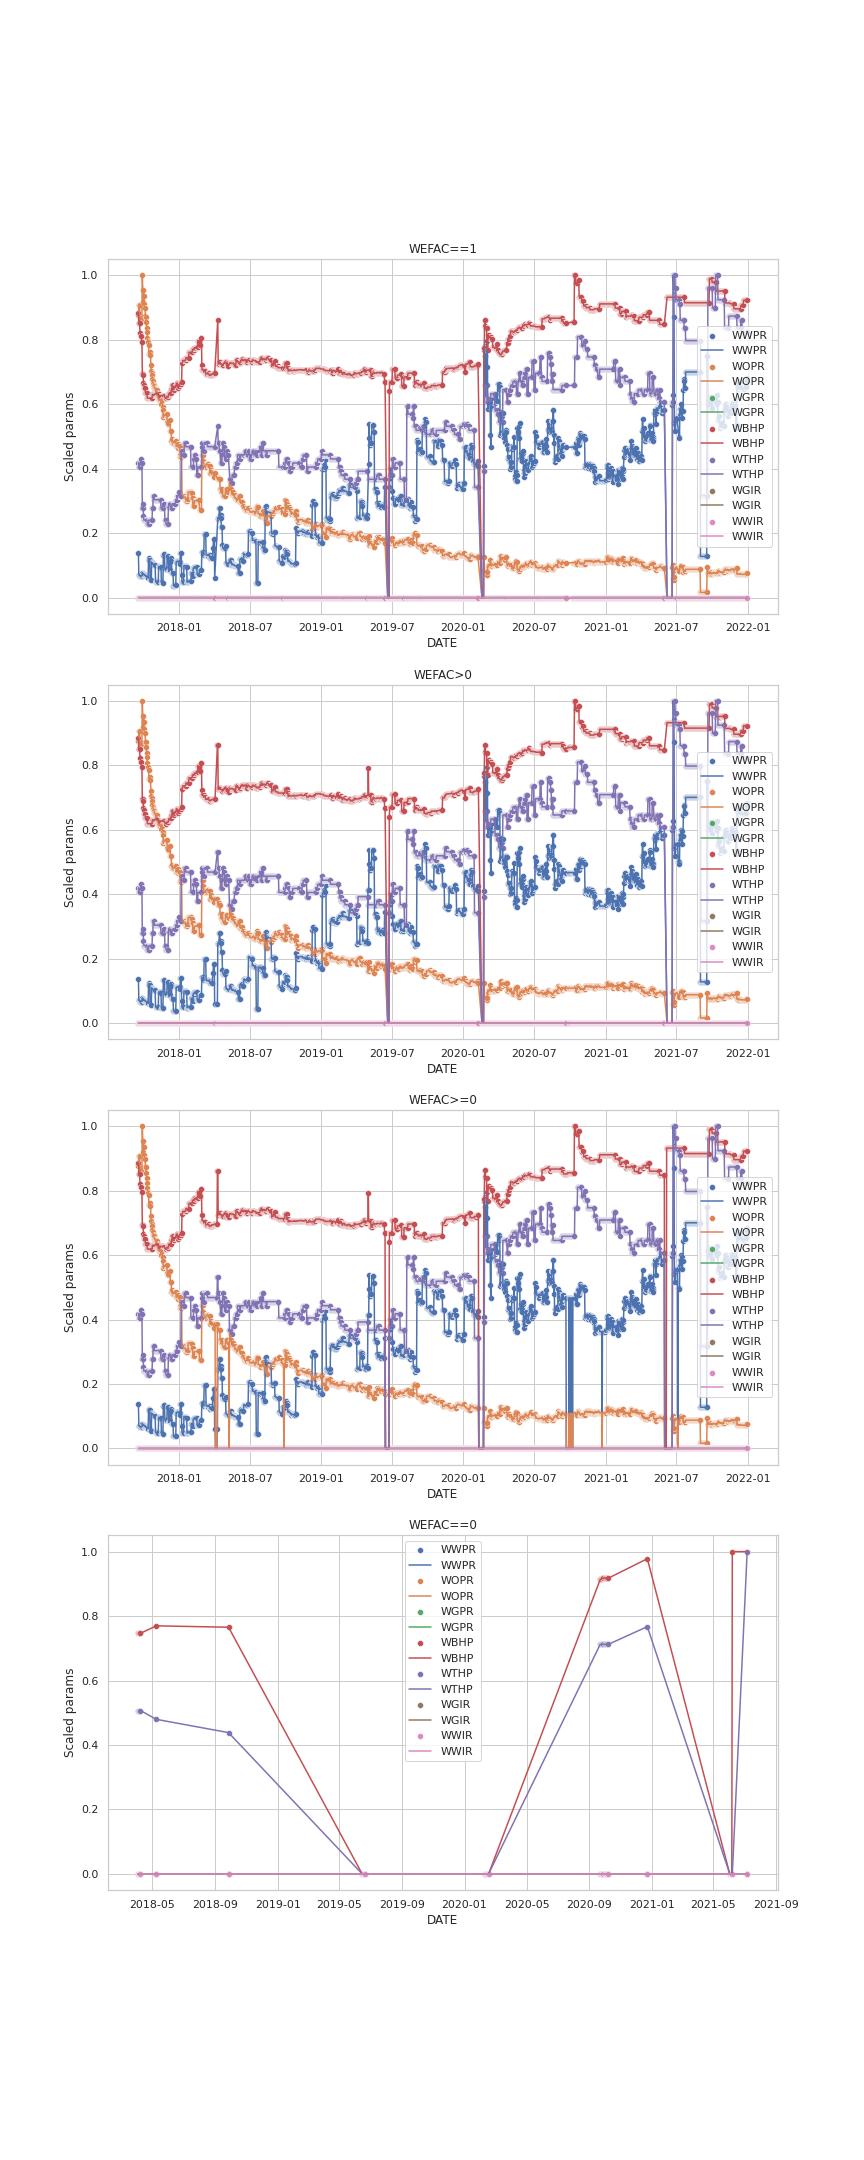 WEFAC==1
Scaled params
1.0
0.8
0.6
0.4
0.2
0.0
WWPR
WWPR
WOPR
WOPR
WGPR
WGPR
WBHP
WBHP
WTHP
WTHP
WGIR
WGIR
WWIR
WWIR
2018-01 2018-07 2019-01 2019-07 2020-01 2020-07 2021-01 2021-07 2022-01
DATE
WEFAC>0
Scaled params
1.0
0.8
0.6
0.4
0.2
0.0
WWPR
WWPR
WOPR
WOPR
WGPR
WGPR
WBHP
WBHP
WTHP
WTHP
WGIR
WGIR
WWIR
WWIR
2018-01 2018-07 2019-01 2019-07 2020-01 2020-07 2021-01 2021-07 2022-01
DATE
WEFAC>=0
Scaled params
1.0
0.8
0.6
0.4
0.2
0.0
WWPR
WWPR
WOPR
WOPR
WGPR
WGPR
WBHP
WBHP
WTHP
WTHP
WGIR
WGIR
WWIR
WWIR
2018-01 2018-07 2019-01 2019-07 2020-01 2020-07 2021-01 2021-07 2022-01
DATE
WEFAC==0
Scaled params
1.0
0.8
0.6
0.4
0.2
0.0
WWPR
WWPR
WOPR
WOPR
WGPR
WGPR
WBHP
WBHP
WTHP
WTHP
WGIR
WGIR
WWIR
WWIR
2018-05 2018-09 2019-01 2019-05 2019-09 2020-01 2020-05 2020-09 2021-01 2021-05 2021-09
DATE